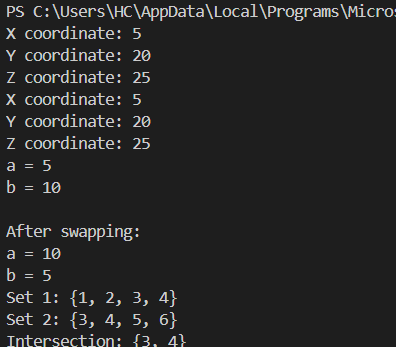 PS C:\Users\HC\AppData\Local\Programs\Micros
X coordinate: 5
Y coordinate: 20
Z coordinate: 25
X coordinate: 5
Y coordinate: 20
Z coordinate: 25
a = 5
b = 10
After swapping:
a = 10
b = 5
Set 1: {1, 2, 3, 4}
Set 2: {3, 4, 5, 6}
Intersection: {3, 4}